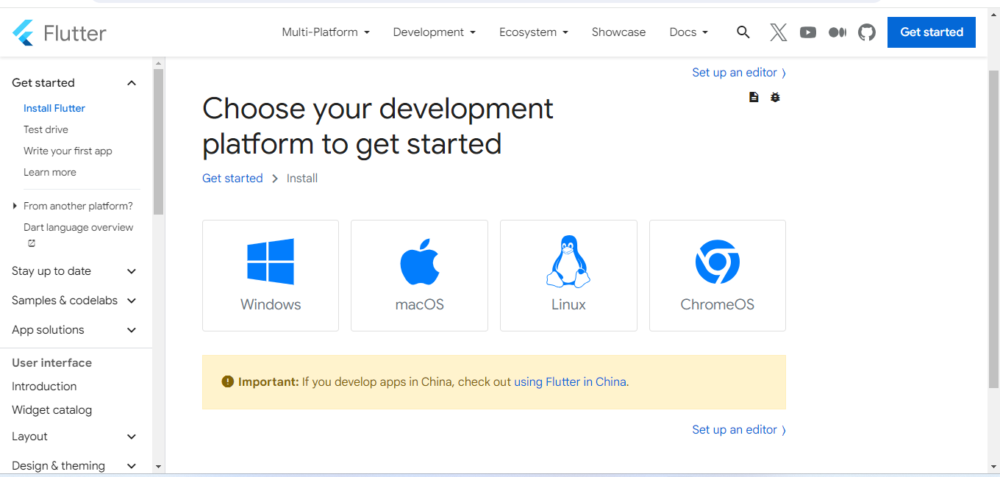 Flutter
Multi-Platform
Development
Ecosystem
Showcase
Docs
Get started
Get started
Install Flutter
Test drive
Write your first app
Learn more
From another platform?
Dart language overview
Stay up to date
Samples & codelabs
App solutions
User interface
Introduction
Widget catalog
Layout
Design & theming
Set up an editor
Choose your development
platform to get started
Get started > Install
Windows
macOS
Linux
ChromeOS
Important: If you develop apps in China, check out using Flutter in China.
Set up an editor